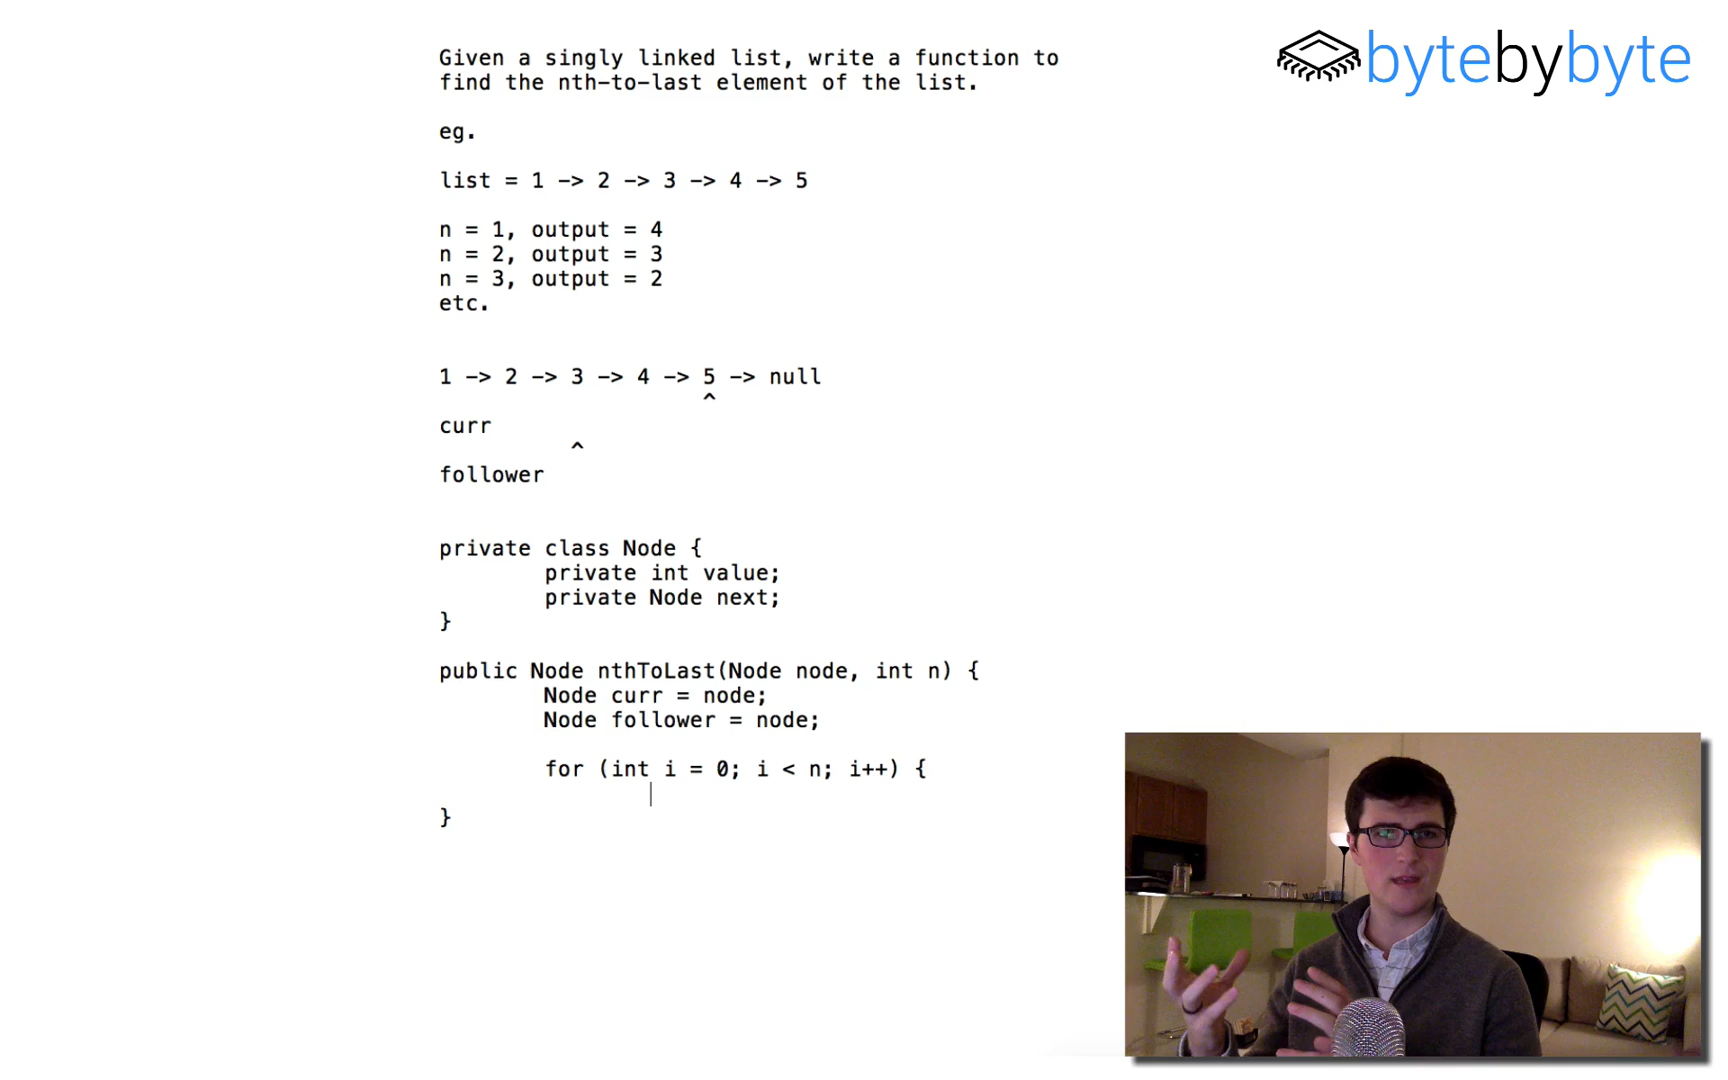 Given a singly linked list, write a function to
find the nth-to-last element of the list.
eg.
list = 1 -> 2 -> 3 -> 4 -> 5
n = 1, output = 4
n = 2, output = 3
n = 3, output = 2
etc.
1 -> 2 -> 3 -> 4 -> 5 -> null
^
curr
^
follower
private class Node {
private int value;
private Node next;
}
public Node nthToLast(Node node, int n) {
Node curr = node;
Node follower = node;
for (int i = 0; i < n; i++) {
}
bytebybyte